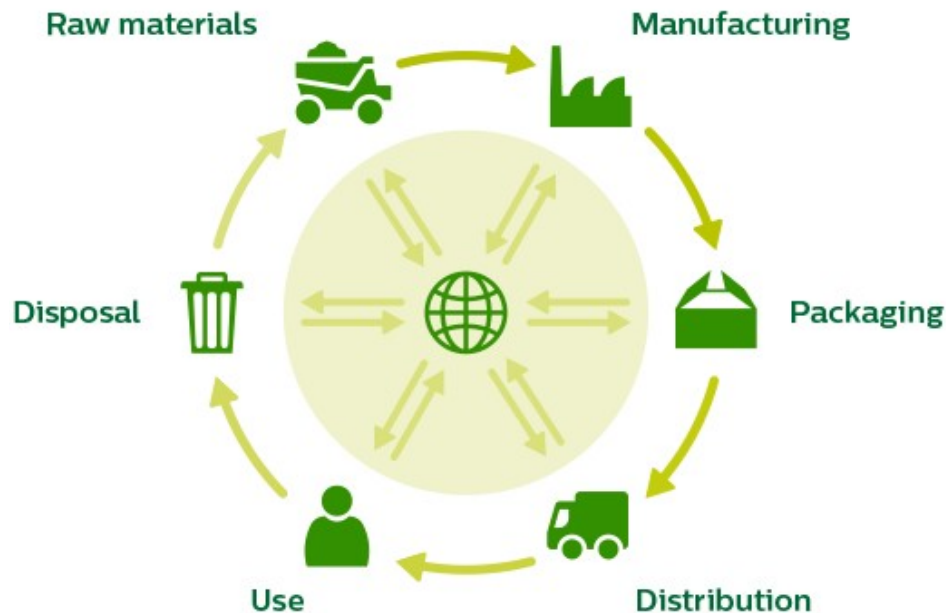 Raw materials
Manufacturing
Disposal
Packaging
Use
Distribution